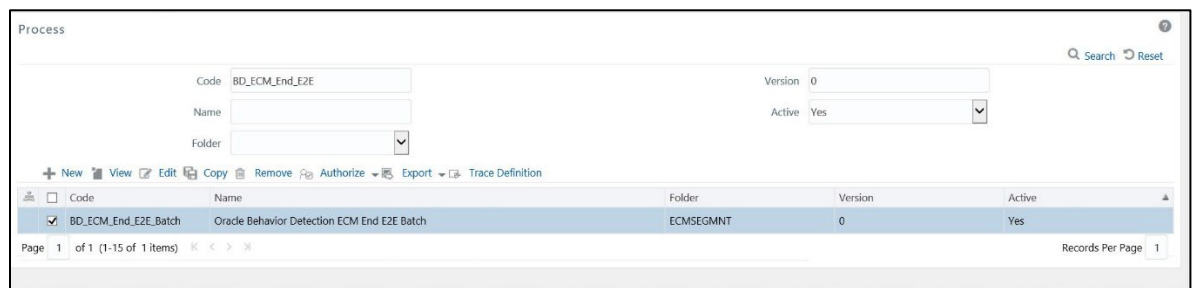 Process
Search Reset
Code BD_ECM_End_E2E Version 0
Name Active Yes
Folder
New View Edit Copy Remove Authorize Export Trace Definition
Code Name Folder Version Active
BD_ECM_End_E2E_Batch Oracle Behavior Detection ECM End E2E Batch ECMSEGMNT 0 Yes
Page 1 of 1 (1-15 of 1 items) Records Per Page 1